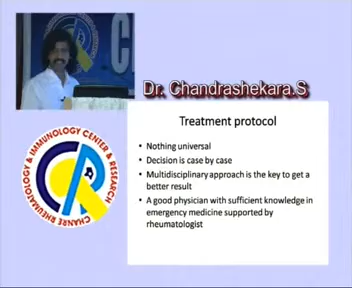 Dr. Chandrashekara.S
Treatment protocol
• Nothing universal
• Decision is case by case
• Multidisciplinary approach is the key to get a
better result
• A good physician with sufficient knowledge in
emergency medicine supported by
rheumatologist
CHANRE RHEUMATOLOGY & IMMUNOLOGY CENTER & RESEARCH